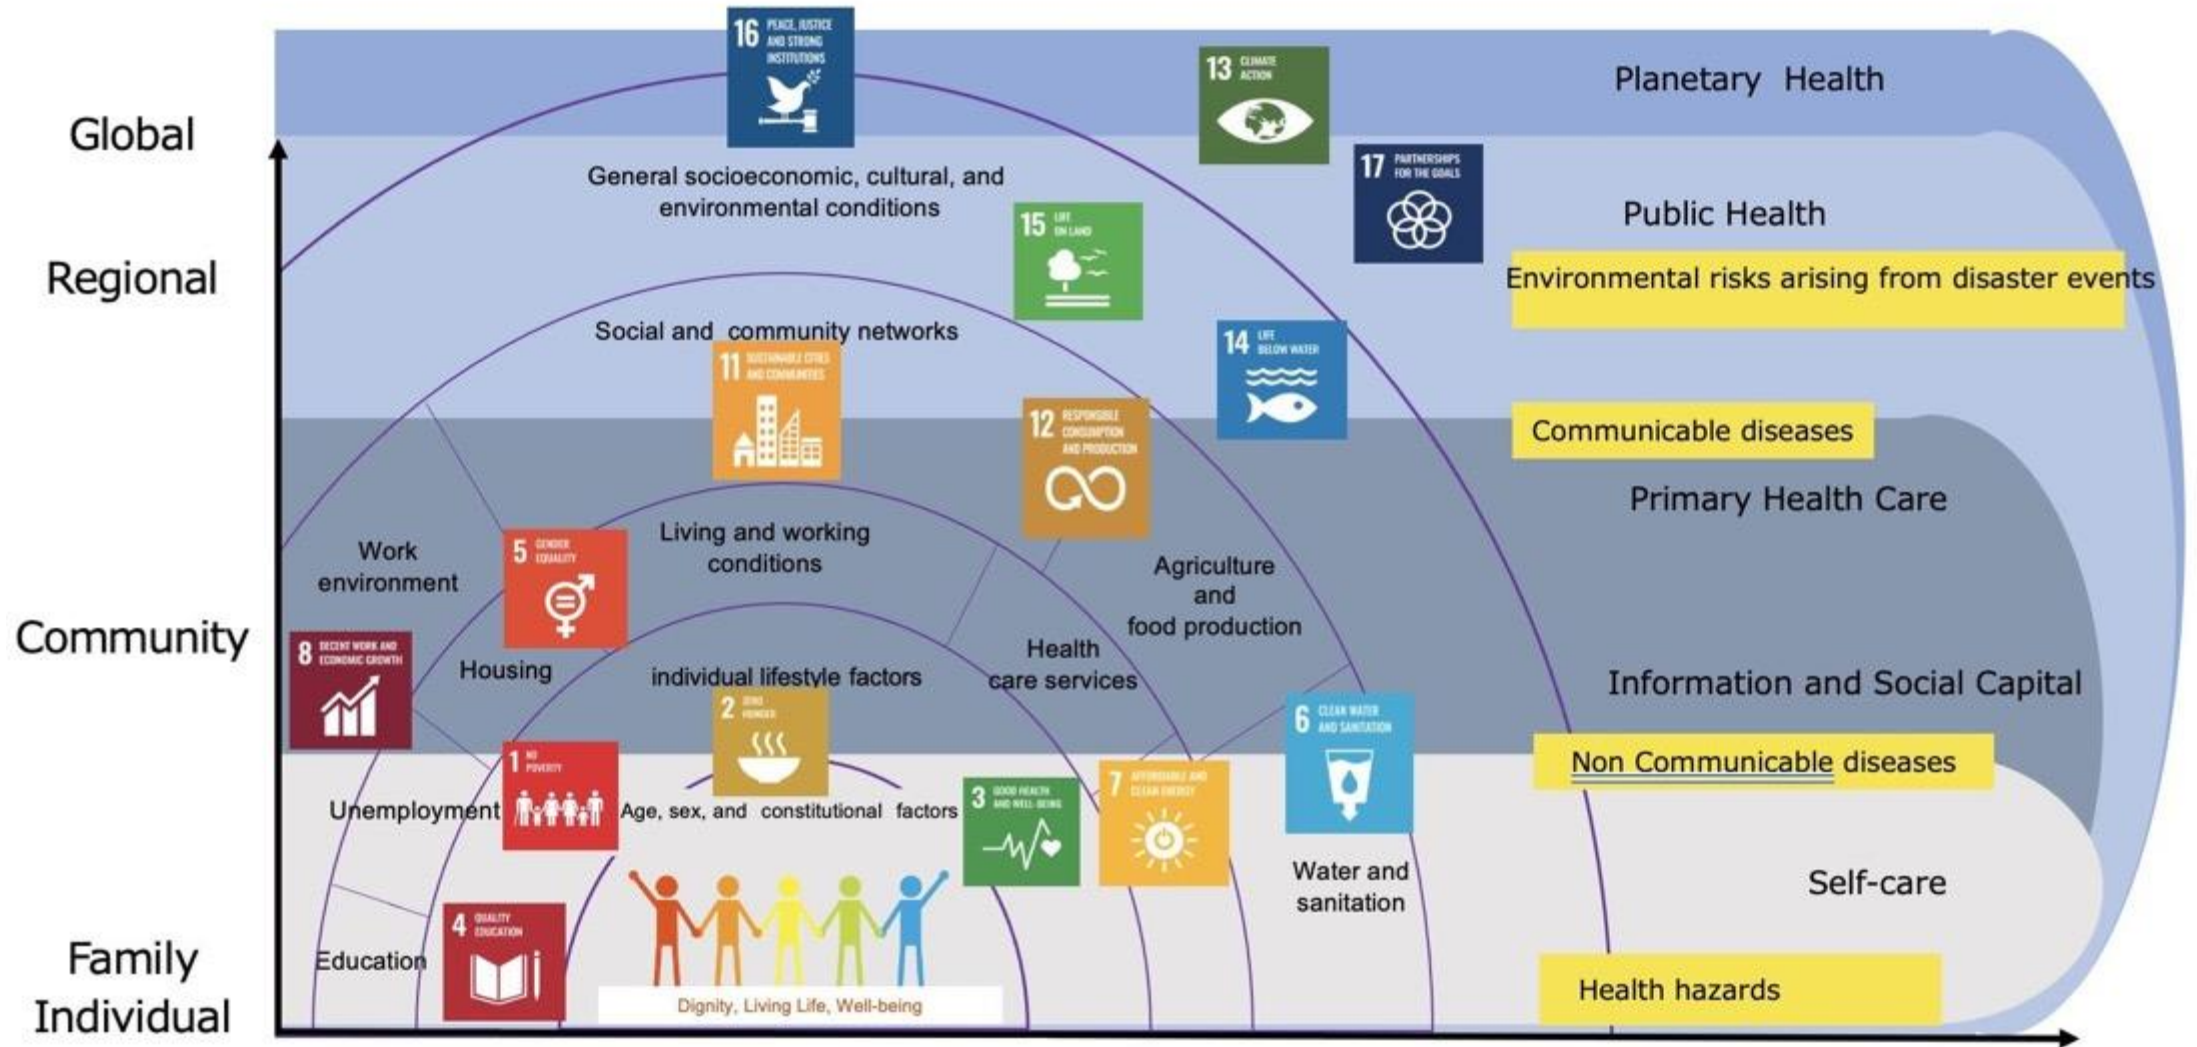 Global
Regional
Community
Family
Individual
16 PEACE, JUSTICE
AND STRONG
INSTITUTIONS
13 CLIMATE
ACTION
Planetary Health
17 PARTNERSHIPS
FOR THE GOALS
General socioeconomic, cultural, and
environmental conditions
Public Health
15 LIFE
ON LAND
Environmental risks arising from disaster events
Social and community networks
14 LIFE
BELOW WATER
11 SUSTAINABLE CITIES
AND COMMUNITIES
12 RESPONSIBLE
CONSUMPTION
AND PRODUCTION
Communicable diseases
Primary Health Care
Work
environment
5 GENDER
EQUALITY
Living and working
conditions
Agriculture
and
food production
8 DECENT WORK AND
ECONOMIC GROWTH
Housing
individual lifestyle factors
Health
care services
Information and Social Capital
2 ZERO
HUNGER
6 CLEAN WATER
AND SANITATION
Non Communicable diseases
1 NO
POVERTY
Unemployment
Age, sex, and constitutional factors
3 GOOD HEALTH
AND WELL-BEING
7 AFFORDABLE AND
CLEAN ENERGY
Water and
sanitation
Self-care
4 QUALITY
EDUCATION
Education
Dignity, Living Life, Well-being
Health hazards